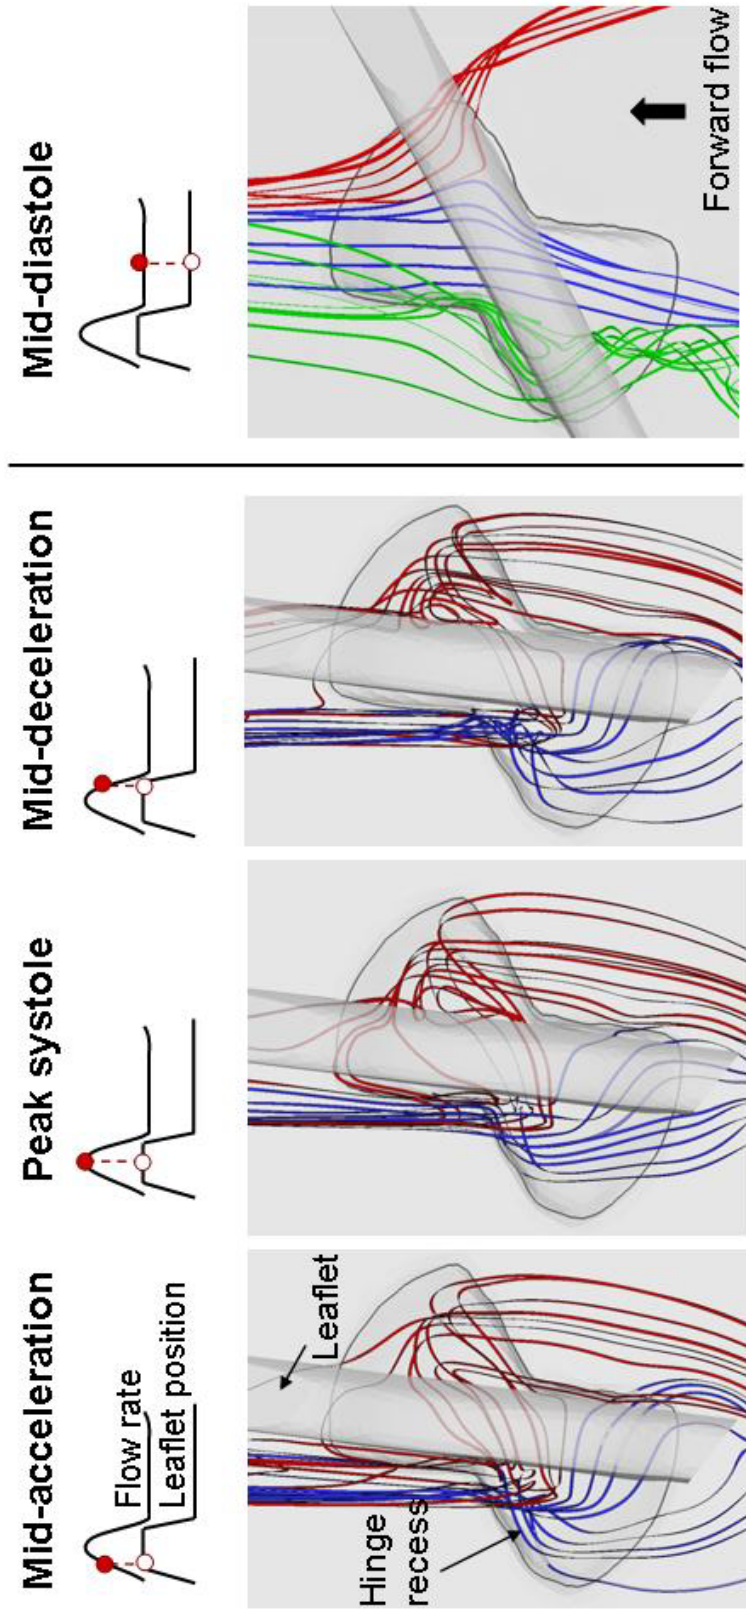 Mid-acceleration
Flow rate
Leaflet position
Leaflet
Hinge
recess
Peak systole
Mid-deceleration
Mid-diastole
Forward flow